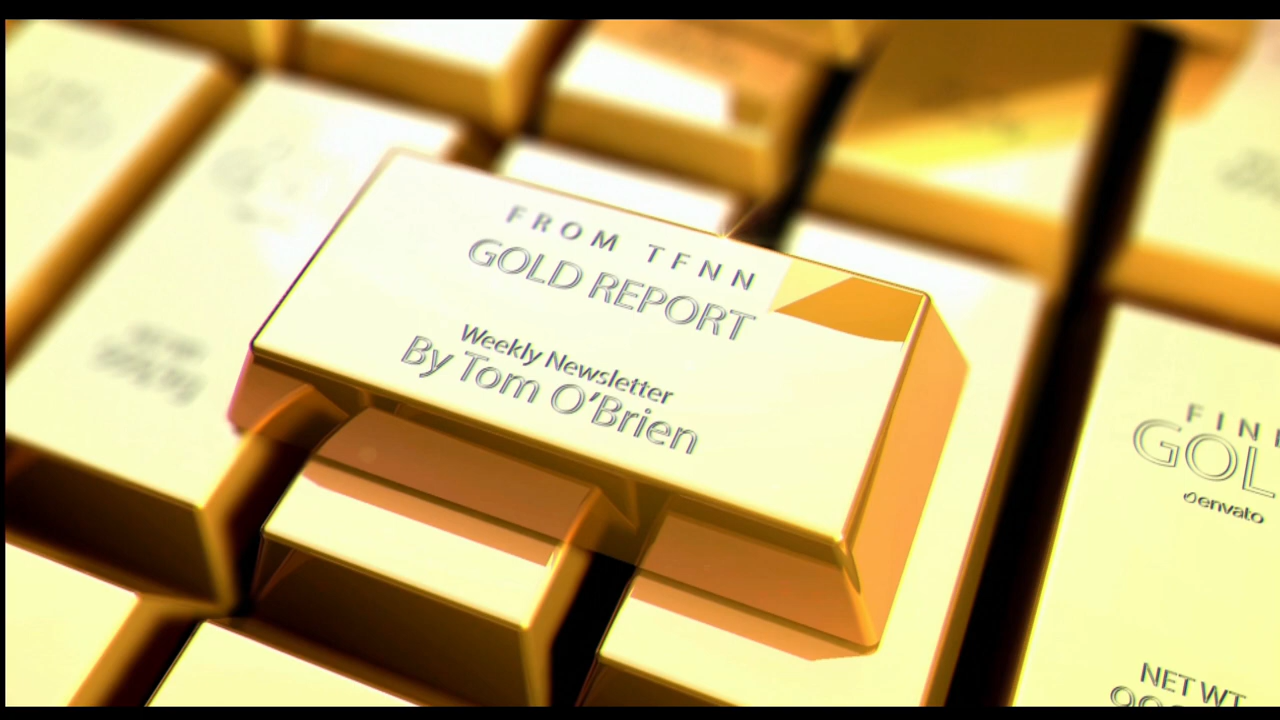 FROM TFNN
GOLD REPORT
Weekly Newsletter
By Tom O'Brien
GOL
envato
NET WT